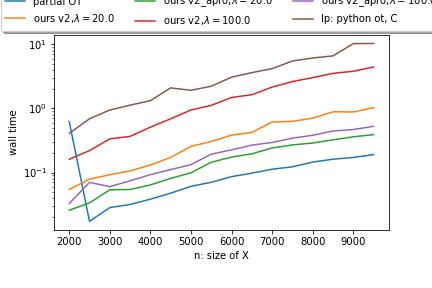 partial OT
ours v2_apro,λ = 20.0
ours v2_apro,λ = 100.0
ours v2,λ = 20.0
ours v2,λ = 100.0
lp: python ot, C
10¹
10⁰
10⁻¹
wall time
2000 3000 4000 5000 6000 7000 8000 9000
n: size of X